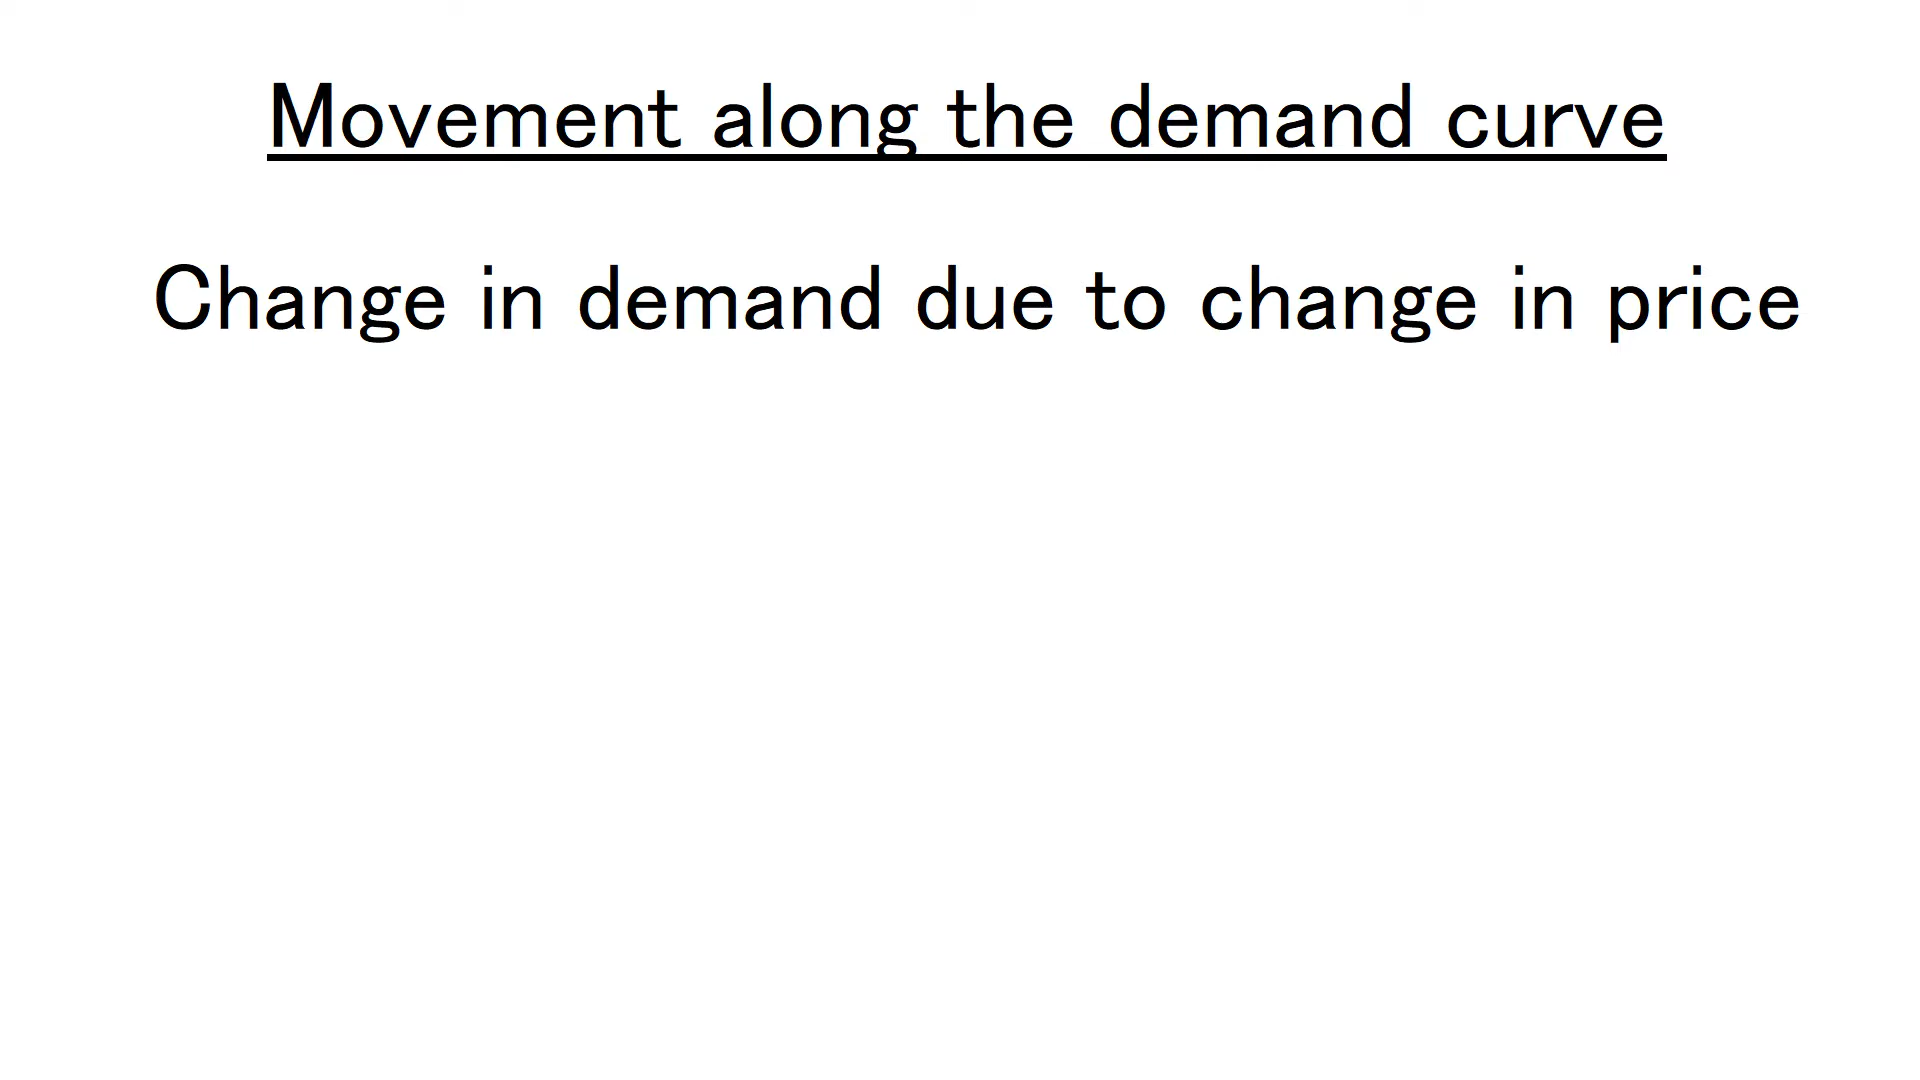 Movement along the demand curve
Change in demand due to change in price